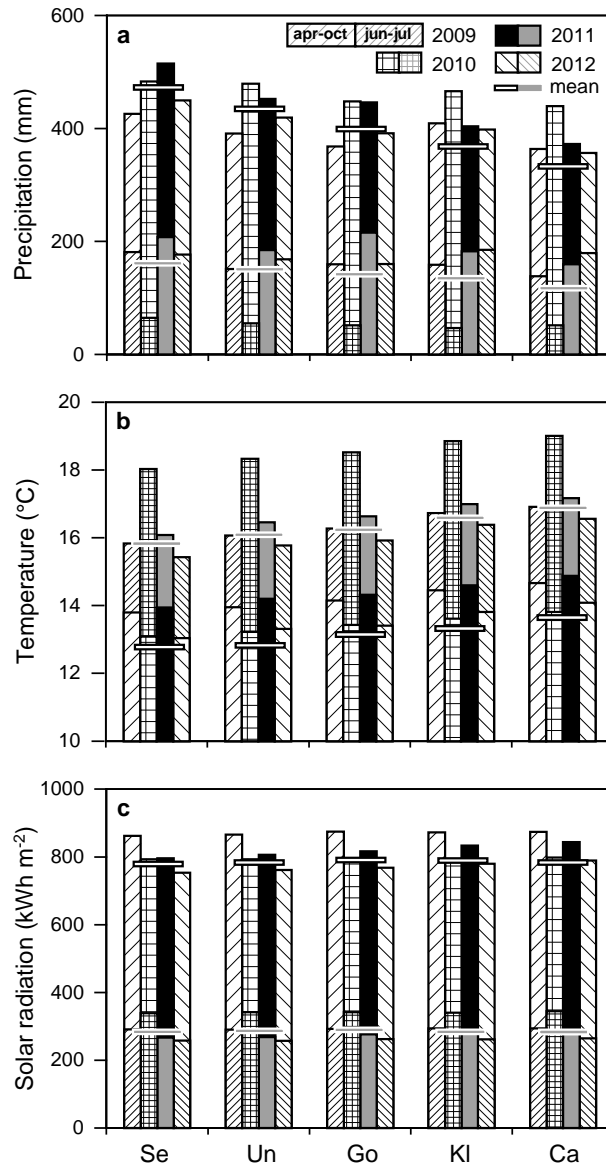 600
a
apr-oct jun-jul 2009 2011
2010 2012
mean
400
200
0
Precipitation (mm)
20
b
18
16
14
12
10
Temperature (°C)
1000
c
800
600
400
200
0
Solar radiation (kWh m⁻²)
Se Un Go Kl Ca